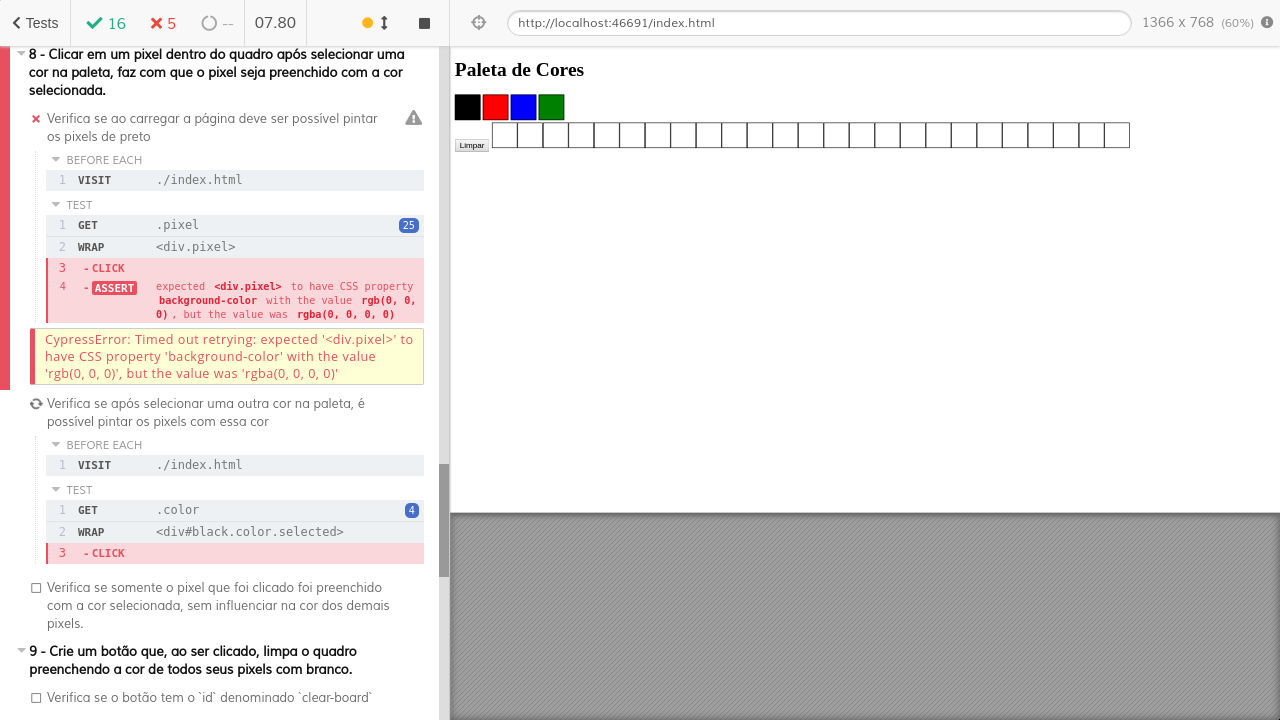 Tests
16
5
--
07.80
http://localhost:46691/index.html
1366 x 768 (60%)
8 - Clicar em um pixel dentro do quadro após selecionar uma
cor na paleta, faz com que o pixel seja preenchido com a cor
selecionada.
Verifica se ao carregar a página deve ser possível pintar
os pixels de preto
BEFORE EACH
1 VISIT ./index.html
TEST
1 GET .pixel 25
2 WRAP <div.pixel>
3 - CLICK
4 - ASSERT expected <div.pixel> to have CSS property
background-color with the value rgb(0, 0,
0), but the value was rgba(0, 0, 0, 0)
CypressError: Timed out retrying: expected '<div.pixel>' to
have CSS property 'background-color' with the value
'rgb(0, 0, 0)', but the value was 'rgba(0, 0, 0, 0)'
Verifica se após selecionar uma outra cor na paleta, é
possível pintar os pixels com essa cor
BEFORE EACH
1 VISIT ./index.html
TEST
1 GET .color 4
2 WRAP <div#black.color.selected>
3 - CLICK
Verifica se somente o pixel que foi clicado foi preenchido
com a cor selecionada, sem influenciar na cor dos demais
pixels.
9 - Crie um botão que, ao ser clicado, limpa o quadro
preenchendo a cor de todos seus pixels com branco.
Verifica se o botão tem o `id` denominado `clear-board`
Paleta de Cores
Limpar